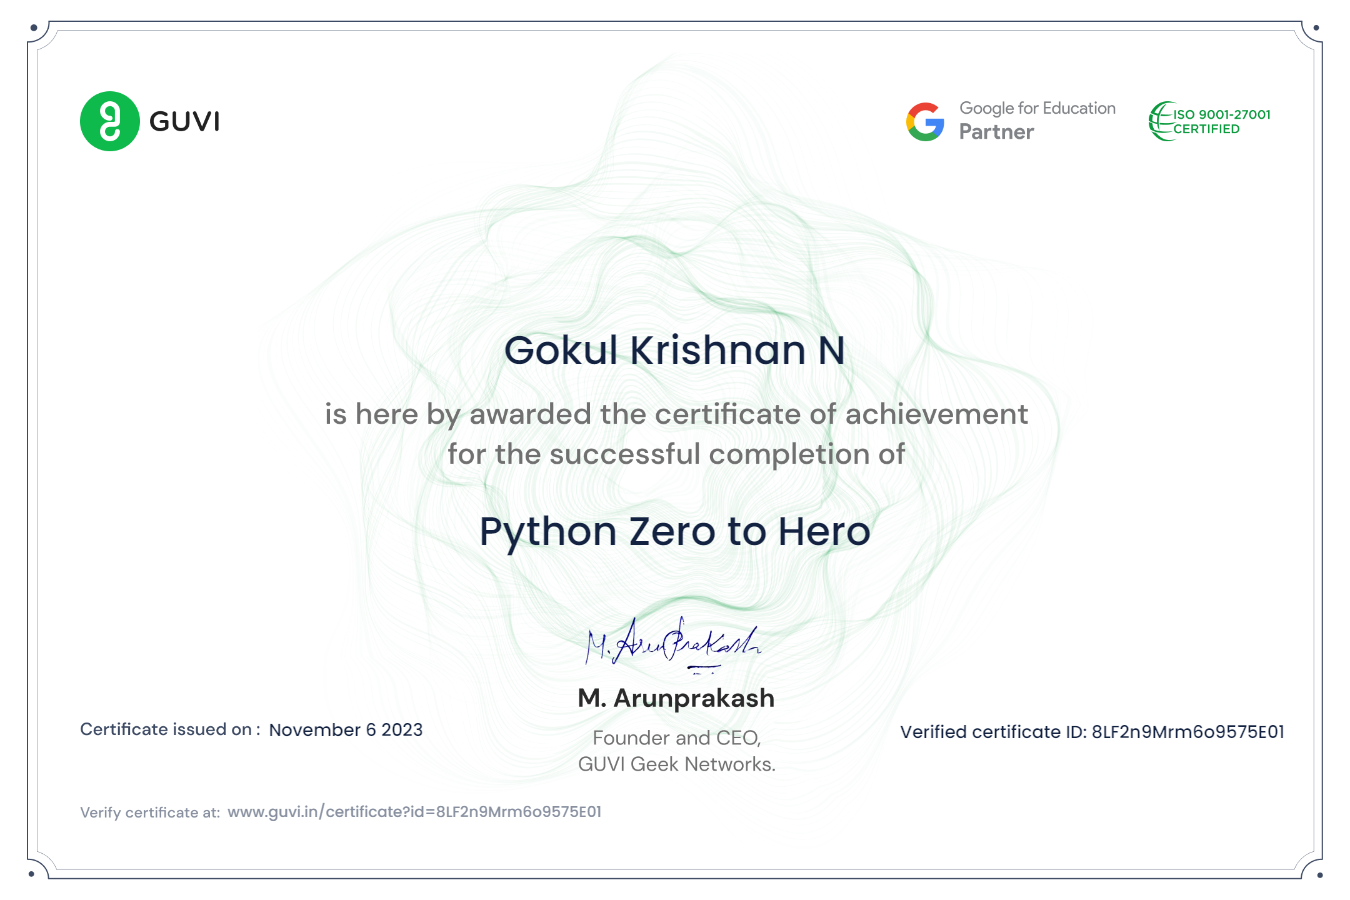 GUVI
Google for Education
Partner
ISO 9001-27001
CERTIFIED
Gokul Krishnan N
is here by awarded the certificate of achievement
for the successful completion of
Python Zero to Hero
M. Arunprakash
M. Arunprakash
Founder and CEO,
GUVI Geek Networks.
Certificate issued on : November 6 2023
Verified certificate ID: 8LF2n9Mrm6o9575E01
Verify certificate at: www.guvi.in/certificate?id=8LF2n9Mrm6o9575E01